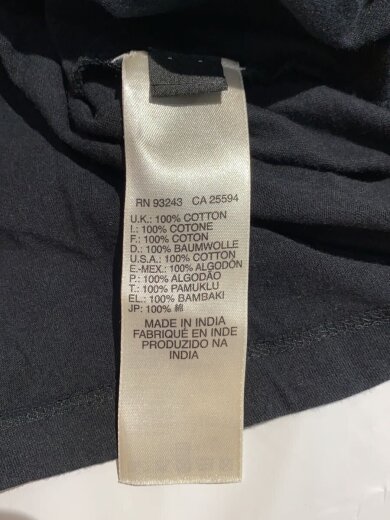 RN 93243 CA 25594
U.K.: 100% COTTON
I.: 100% COTONE
F.: 100% COTON
D.: 100% BAUMWOLLE
U.S.A.: 100% COTTON
E.-MEX.: 100% ALGODÓN
P.: 100% ALGODÃO
T.: 100% PAMUKLU
EL.: 100% BAMBAKI
JP.: 100% 綿
MADE IN INDIA
FABRIQUÉ EN INDE
PRODUZIDO NA
INDIA